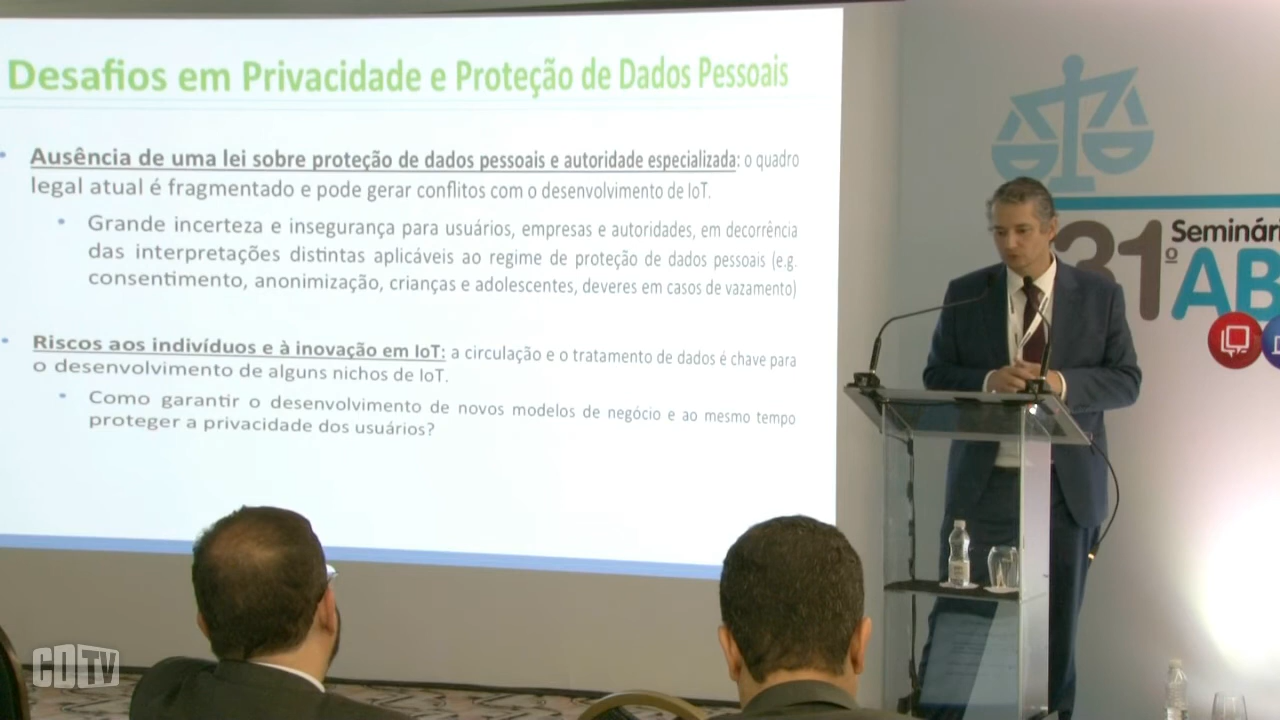 Desafios em Privacidade e Proteção de Dados Pessoais
• Ausência de uma lei sobre proteção de dados pessoais e autoridade especializada: o quadro
legal atual é fragmentado e pode gerar conflitos com o desenvolvimento de IoT.
• Grande incerteza e insegurança para usuários, empresas e autoridades, em decorrência
das interpretações distintas aplicáveis ao regime de proteção de dados pessoais (e.g.
consentimento, anonimização, crianças e adolescentes, deveres em casos de vazamento)
• Riscos aos indivíduos e à inovação em IoT: a circulação e o tratamento de dados é chave para
o desenvolvimento de alguns nichos de IoT.
• Como garantir o desenvolvimento de novos modelos de negócio e ao mesmo tempo
proteger a privacidade dos usuários?
31º Seminári
AB
CDTV